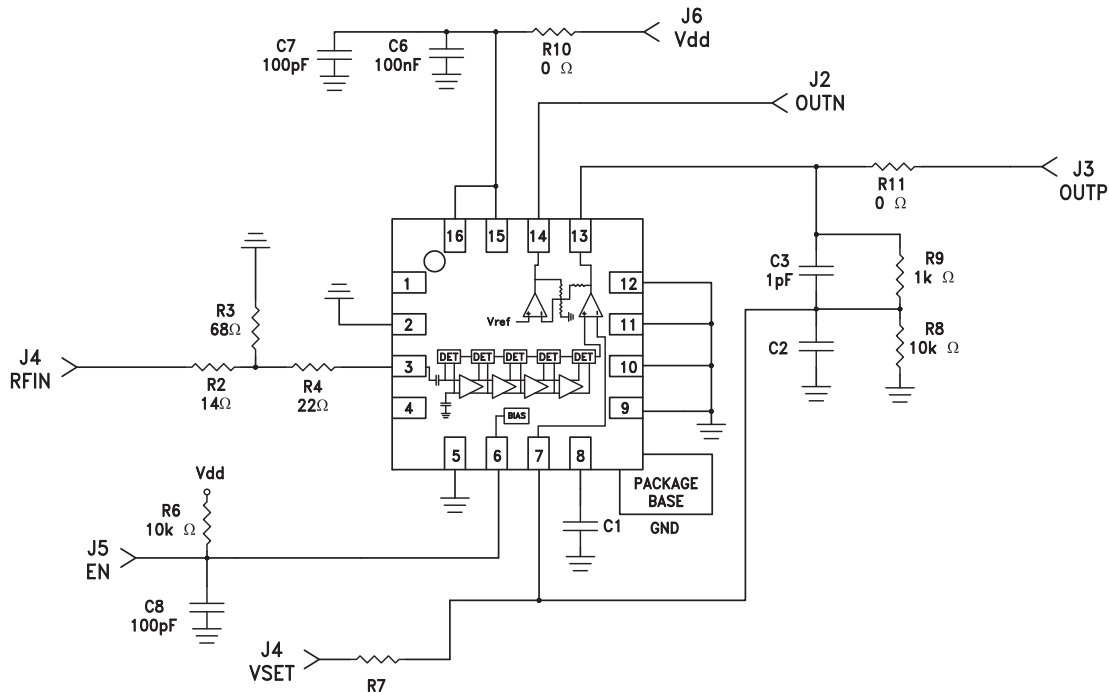 J6
Vdd
C7
100pF
C6
100nF
R10
0 Ω
J2
OUTN
J3
OUTP
R11
0 Ω
16
15
14
13
C3
1pF
R9
1k Ω
1
12
R3
68Ω
2
Vref
11
C2
R8
10k Ω
J4
RFIN
R2
14Ω
R4
22Ω
3
DET
DET
DET
DET
DET
10
4
BIAS
9
5
6
7
8
PACKAGE
BASE
GND
Vdd
R6
10k Ω
C1
J5
EN
C8
100pF
J4
VSET
R7